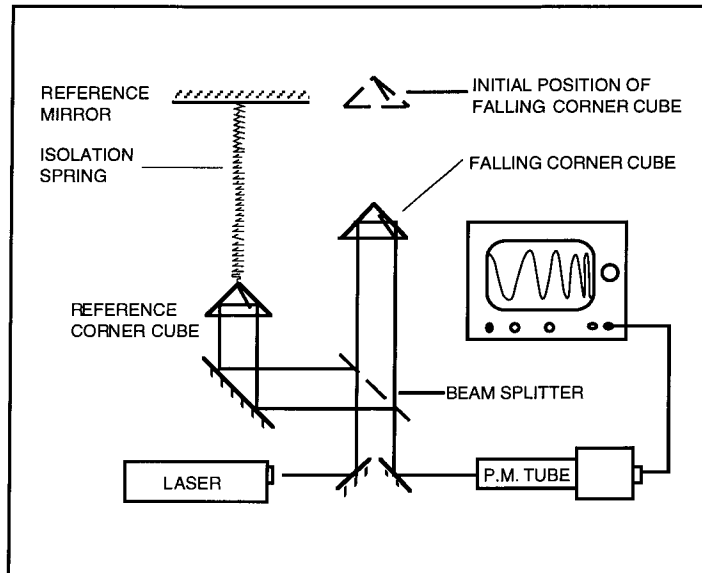 REFERENCE
MIRROR
INITIAL POSITION OF
FALLING CORNER CUBE
ISOLATION
SPRING
FALLING CORNER CUBE
REFERENCE
CORNER CUBE
BEAM SPLITTER
LASER
P.M. TUBE